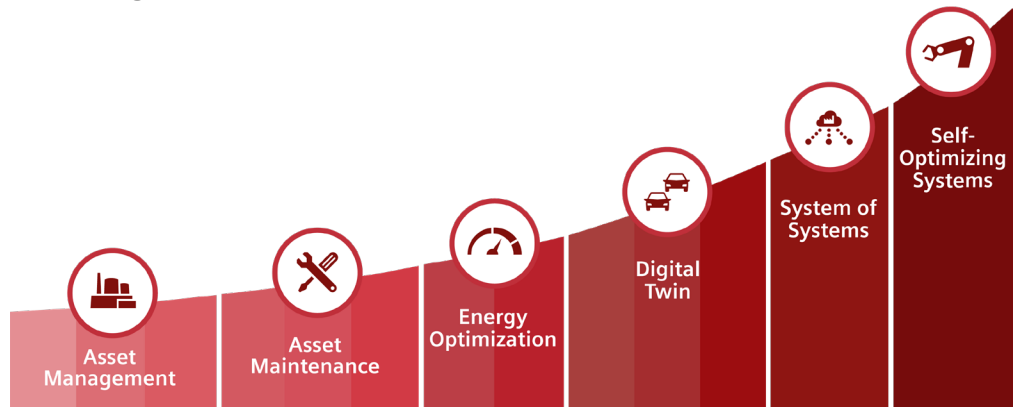 Asset
Management
Asset
Maintenance
Energy
Optimization
Digital
Twin
System of
Systems
Self-
Optimizing
Systems